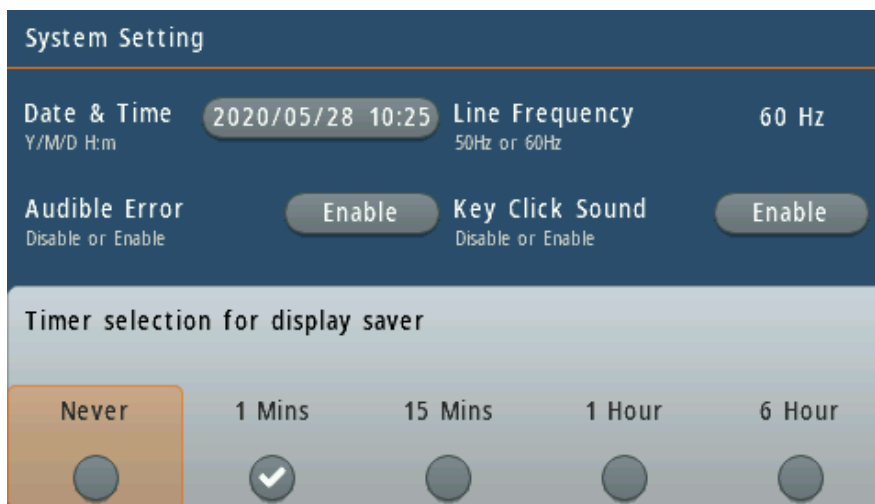 System Setting
Date & Time 2020/05/28 10:25 Line Frequency 60 Hz
Y/M/D H:m 50Hz or 60Hz
Audible Error Enable Key Click Sound Enable
Disable or Enable Disable or Enable
Timer selection for display saver
Never 1 Mins 15 Mins 1 Hour 6 Hour